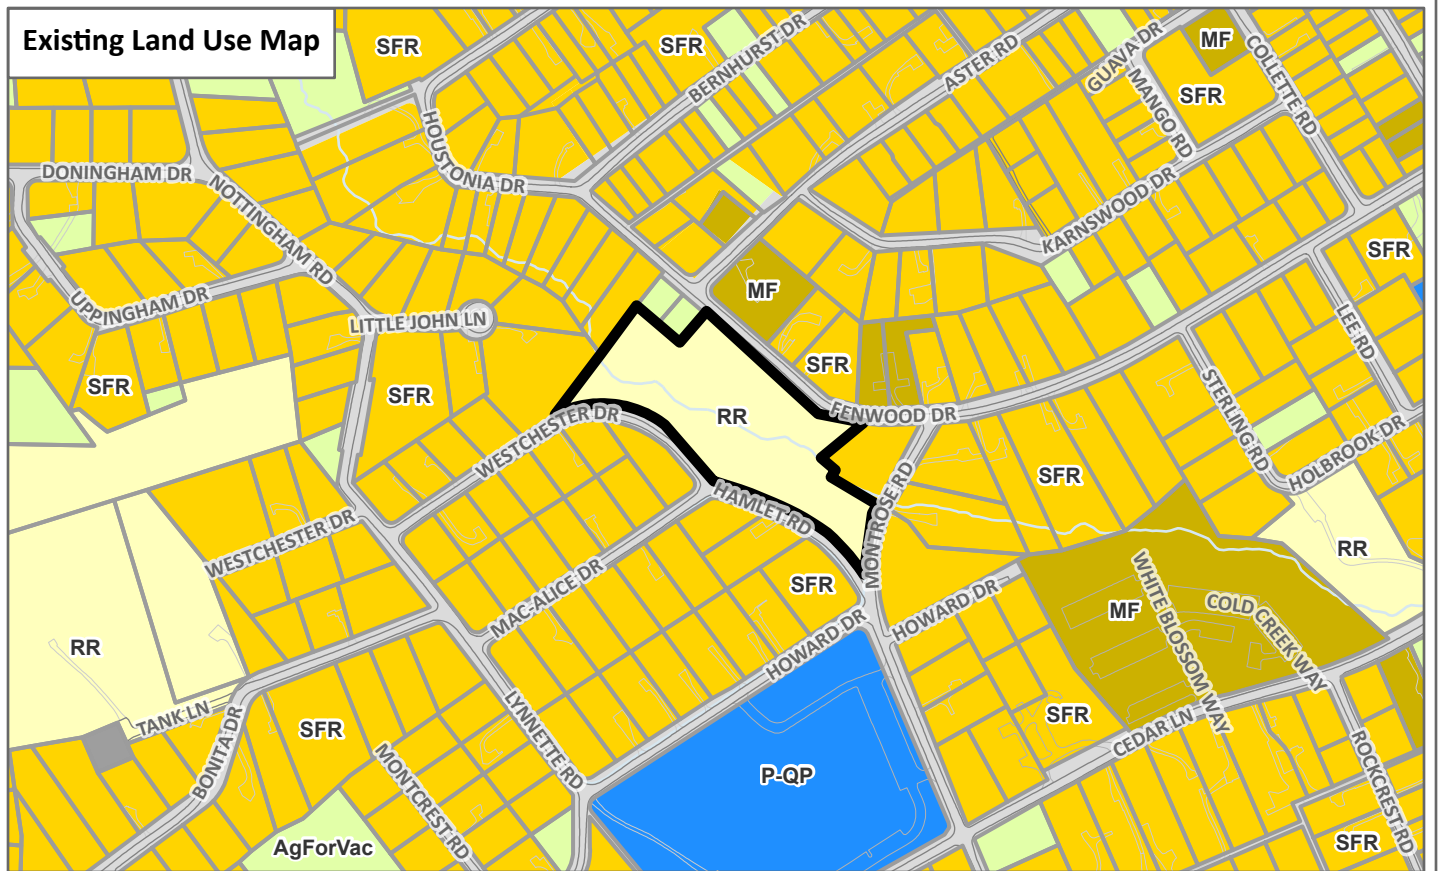 Existing Land Use Map
SFR
SFR
BERNHURST DR
ASTER RD
GUAVA DR
MF
COLLETTE RD
MANGO RD
SFR
HOUSTONIA DR
DONINGHAM DR
NOTTINGHAM RD
KARNSWOOD DR
SFR
UPPINGHAM DR
LITTLE JOHN LN
MF
LEE RD
SFR
SFR
SFR
STERLING RD
RR
FENWOOD DR
WESTCHESTER DR
HOLBROOK DR
SFR
HAMLET RD
MONTROSE RD
WESTCHESTER DR
RR
MAC-ALICE DR
SFR
HOWARD DR
MF
WHITE BLOSSOM WAY
COLD CREEK WAY
RR
HOWARD DR
TANK LN
SFR
LYNNETTE RD
SFR
CEDAR LN
BONITA DR
MONTCREST RD
P-QP
ROCKCREST RD
AgForVac
SFR